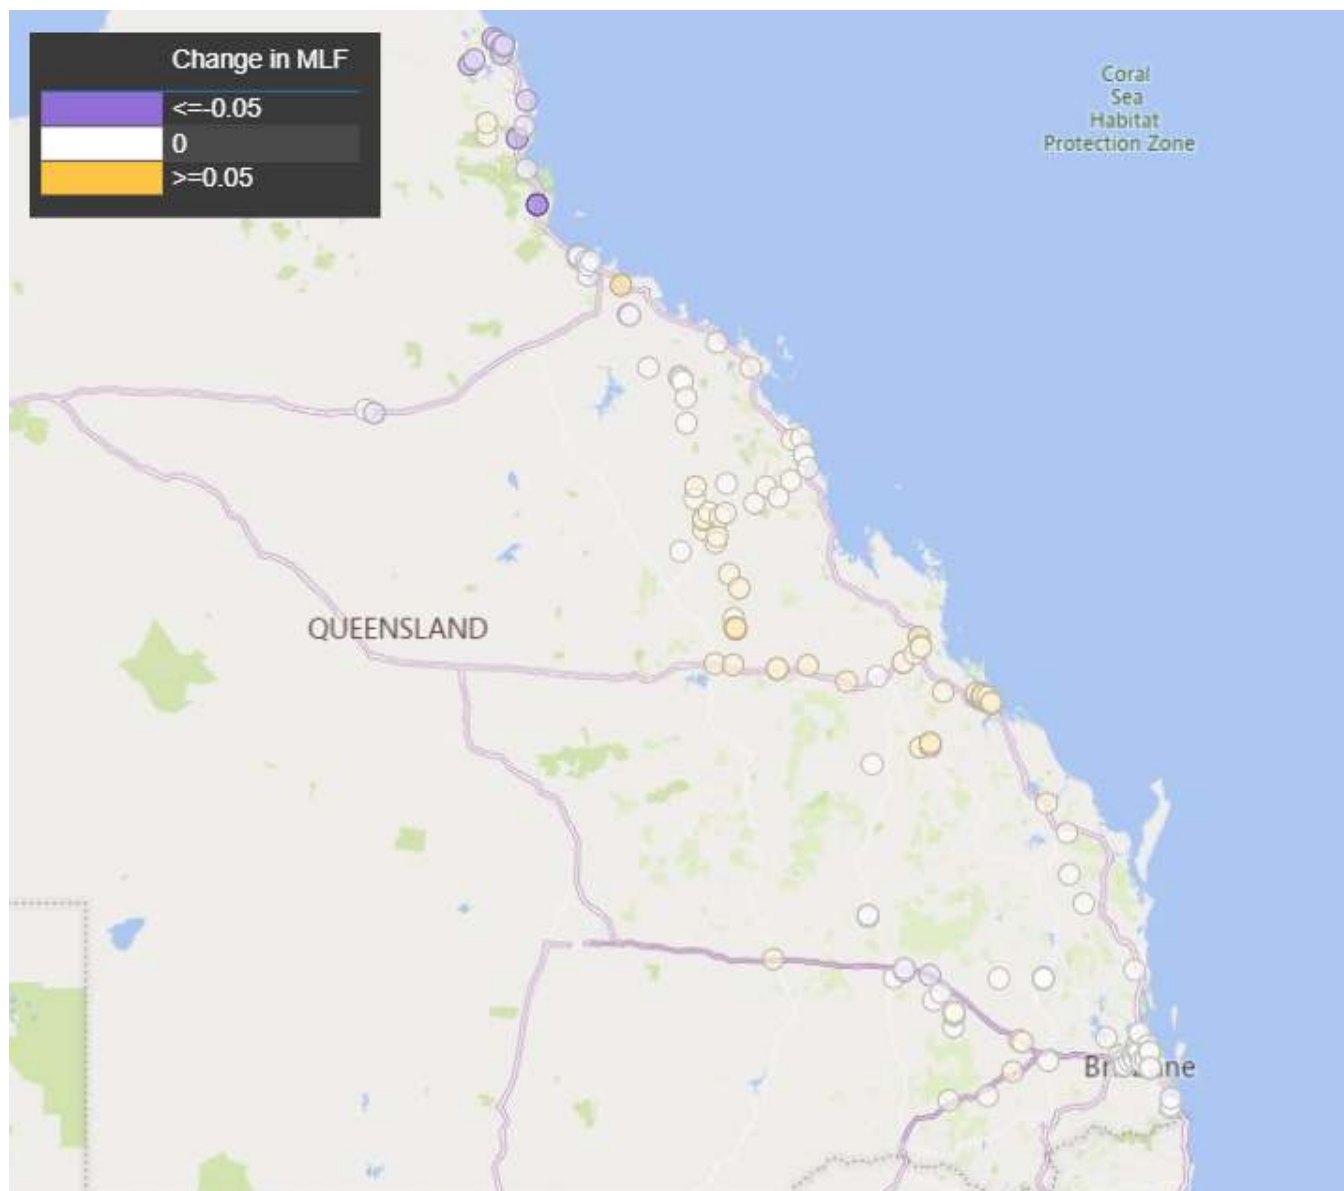 Change in MLF
<=-0.05
0
>=0.05
Coral
Sea
Habitat
Protection Zone
QUEENSLAND